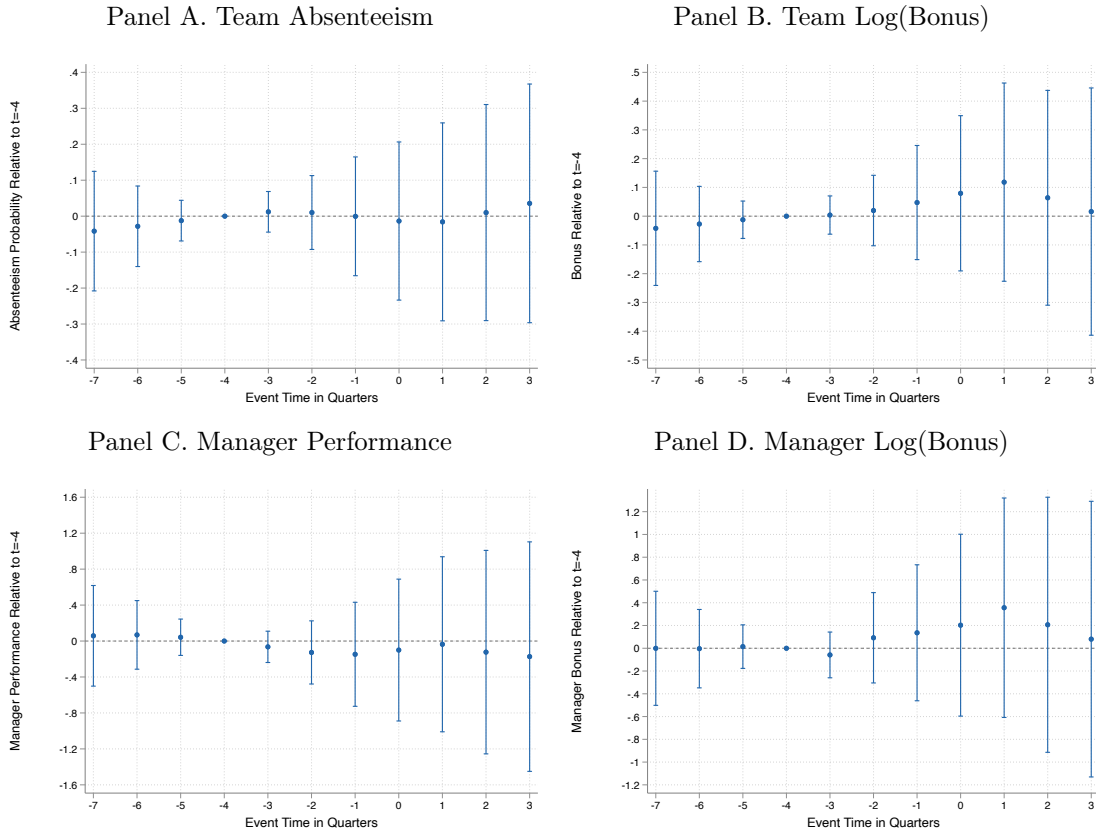 Panel A. Team Absenteeism
Absenteeism Probability Relative to t=-4
.4
.3
.2
.1
0
-.1
-.2
-.3
-.4
-7 -6 -5 -4 -3 -2 -1 0 1 2 3
Event Time in Quarters
Panel B. Team Log(Bonus)
Bonus Relative to t=-4
.5
.4
.3
.2
.1
0
-.1
-.2
-.3
-.4
-.5
-7 -6 -5 -4 -3 -2 -1 0 1 2 3
Event Time in Quarters
Panel C. Manager Performance
Manager Performance Relative to t=-4
1.6
1.2
.8
.4
0
-.4
-.8
-1.2
-1.6
-7 -6 -5 -4 -3 -2 -1 0 1 2 3
Event Time in Quarters
Panel D. Manager Log(Bonus)
Manager Bonus Relative to t=-4
1.2
1
.8
.6
.4
.2
0
-.2
-.4
-.6
-.8
-1
-1.2
-7 -6 -5 -4 -3 -2 -1 0 1 2 3
Event Time in Quarters